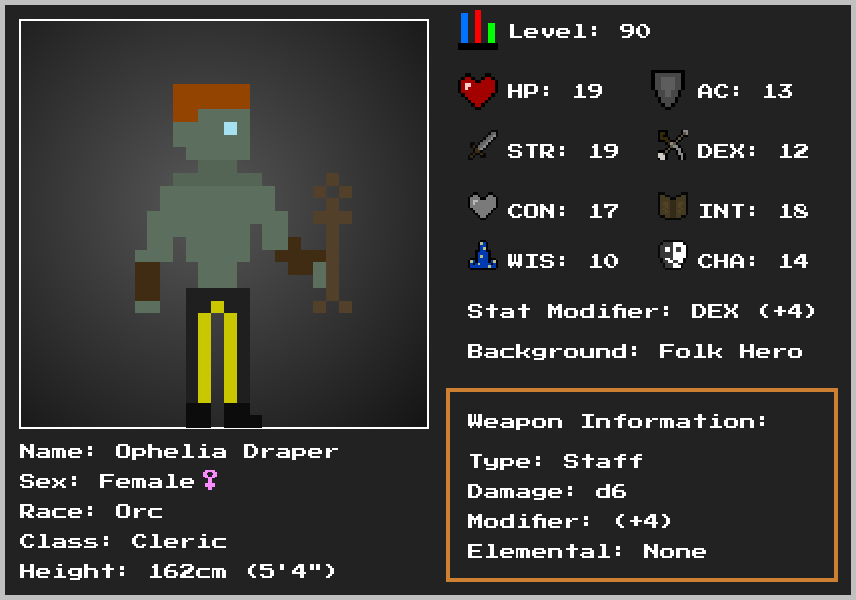 Level: 90
HP: 19
AC: 13
STR: 19
DEX: 12
CON: 17
INT: 18
WIS: 10
CHA: 14
Stat Modifier: DEX (+4)
Background: Folk Hero
Weapon Information:
Type: Staff
Damage: d6
Modifier: (+4)
Elemental: None
Name: Ophelia Draper
Sex: Female♀
Race: Orc
Class: Cleric
Height: 162cm (5'4")